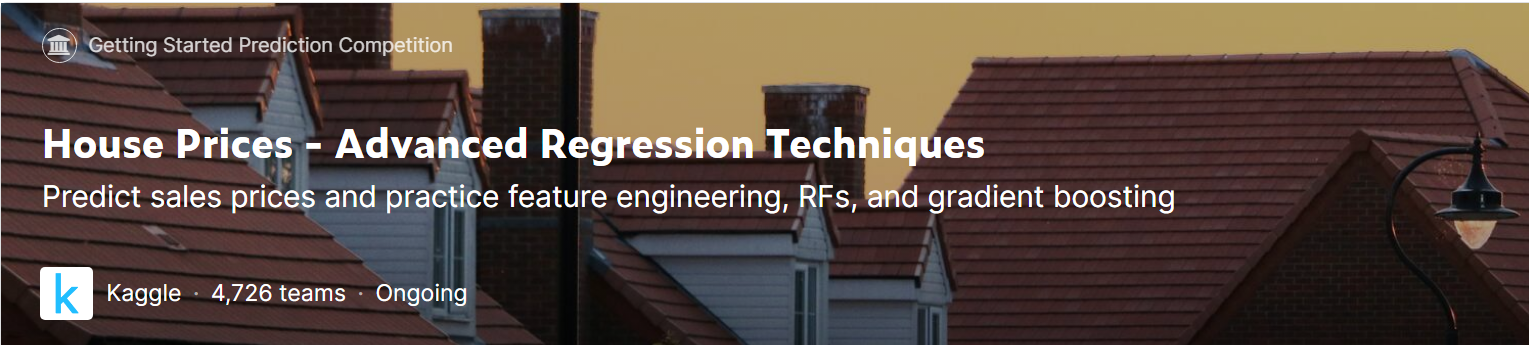 Getting Started Prediction Competition
House Prices - Advanced Regression Techniques
Predict sales prices and practice feature engineering, RFs, and gradient boosting
k
Kaggle · 4,726 teams · Ongoing